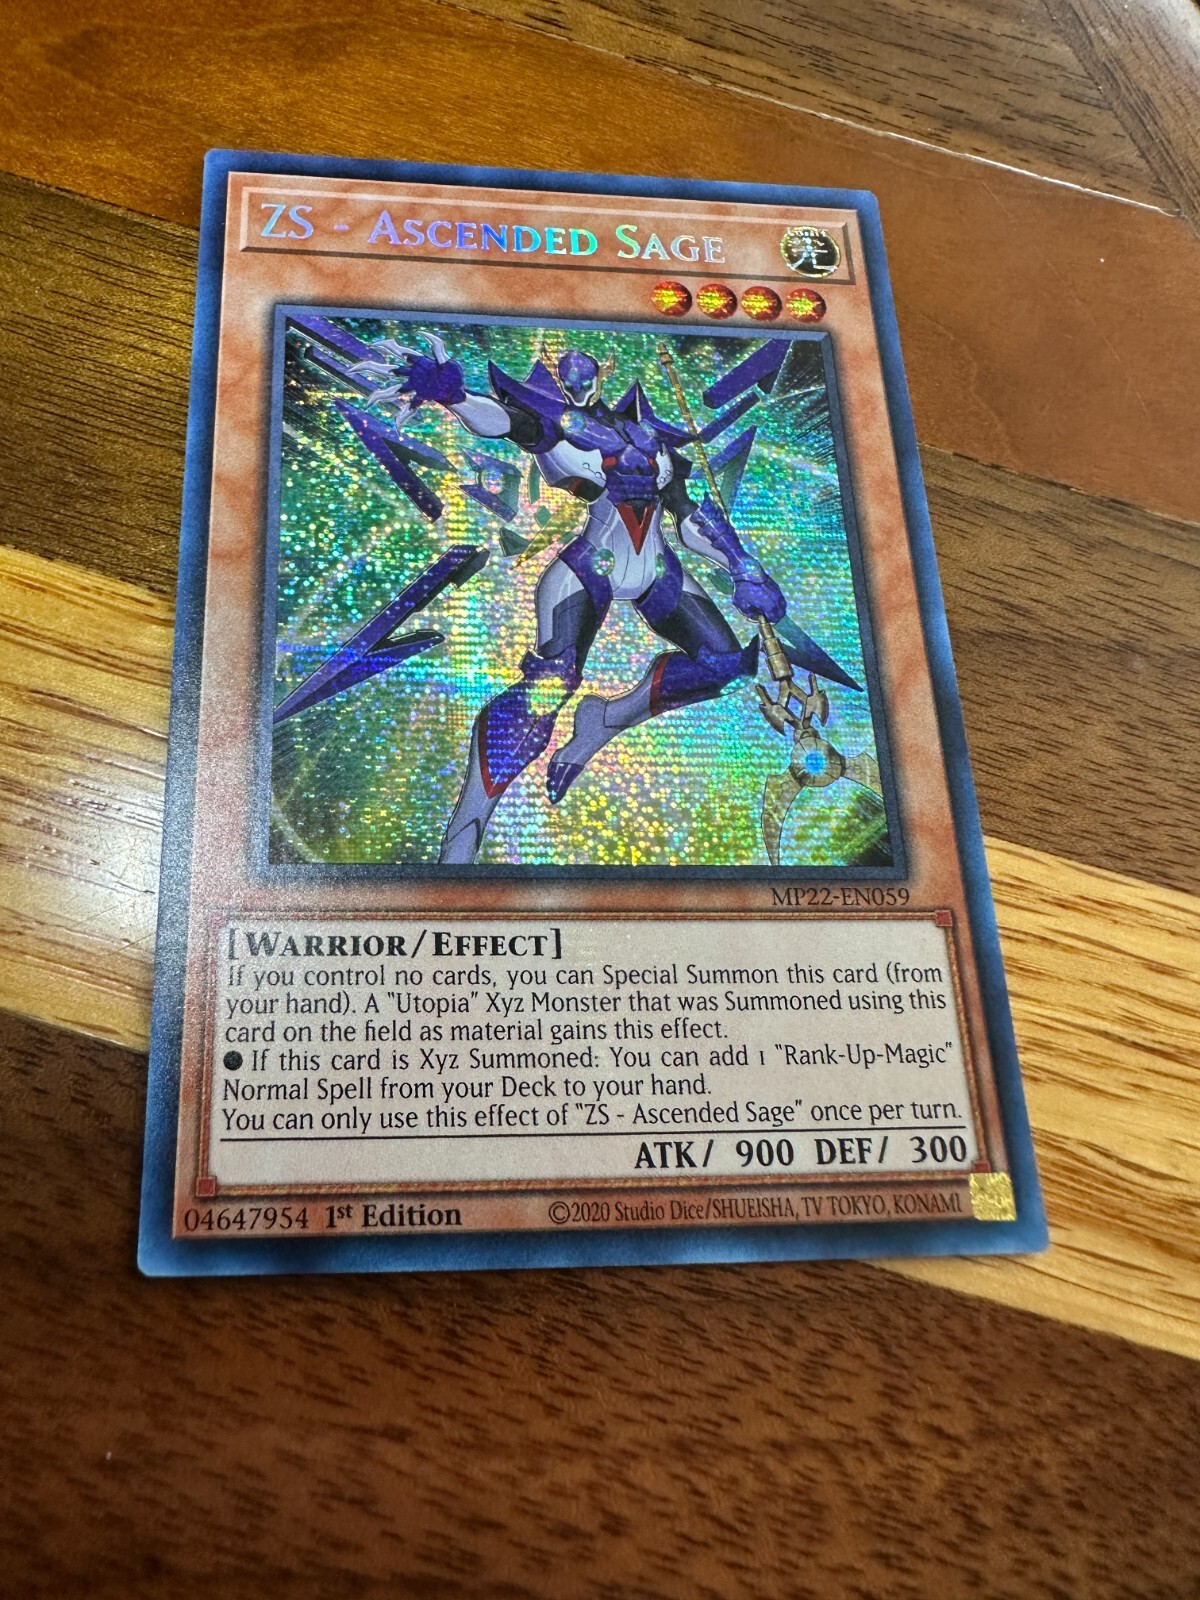 ZS - Ascended Sage
光
MP22-EN059
[Warrior/Effect]
If you control no cards, you can Special Summon this card (from
your hand). A "Utopia" Xyz Monster that was Summoned using this
card on the field as material gains this effect.
● If this card is Xyz Summoned: You can add 1 "Rank-Up-Magic"
Normal Spell from your Deck to your hand.
You can only use this effect of "ZS - Ascended Sage" once per turn.
ATK/ 900 DEF/ 300
04647954 1st Edition ©2020 Studio Dice/SHUEISHA, TV TOKYO, KONAMI